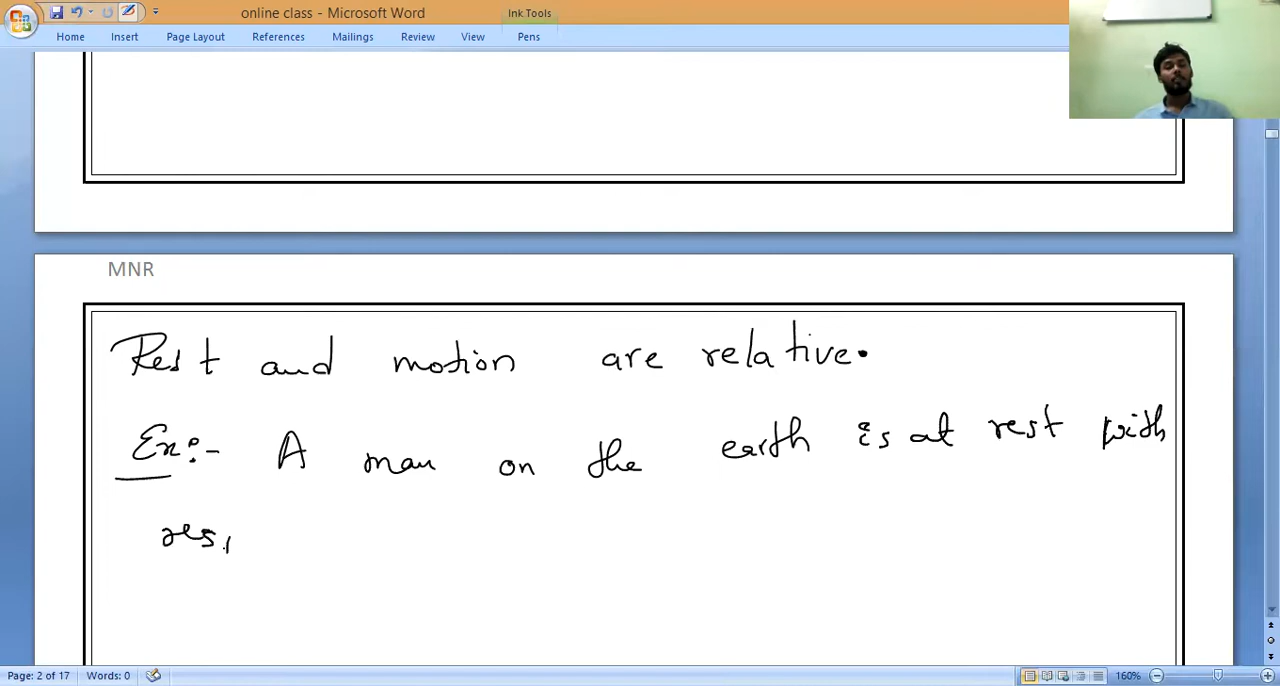 online class - Microsoft Word
Ink Tools
Home Insert Page Layout References Mailings Review View Pens
MNR
Rest and motion are relative.
Ex:- A man on the earth is at rest with
res
Page: 2 of 17 Words: 0 160%